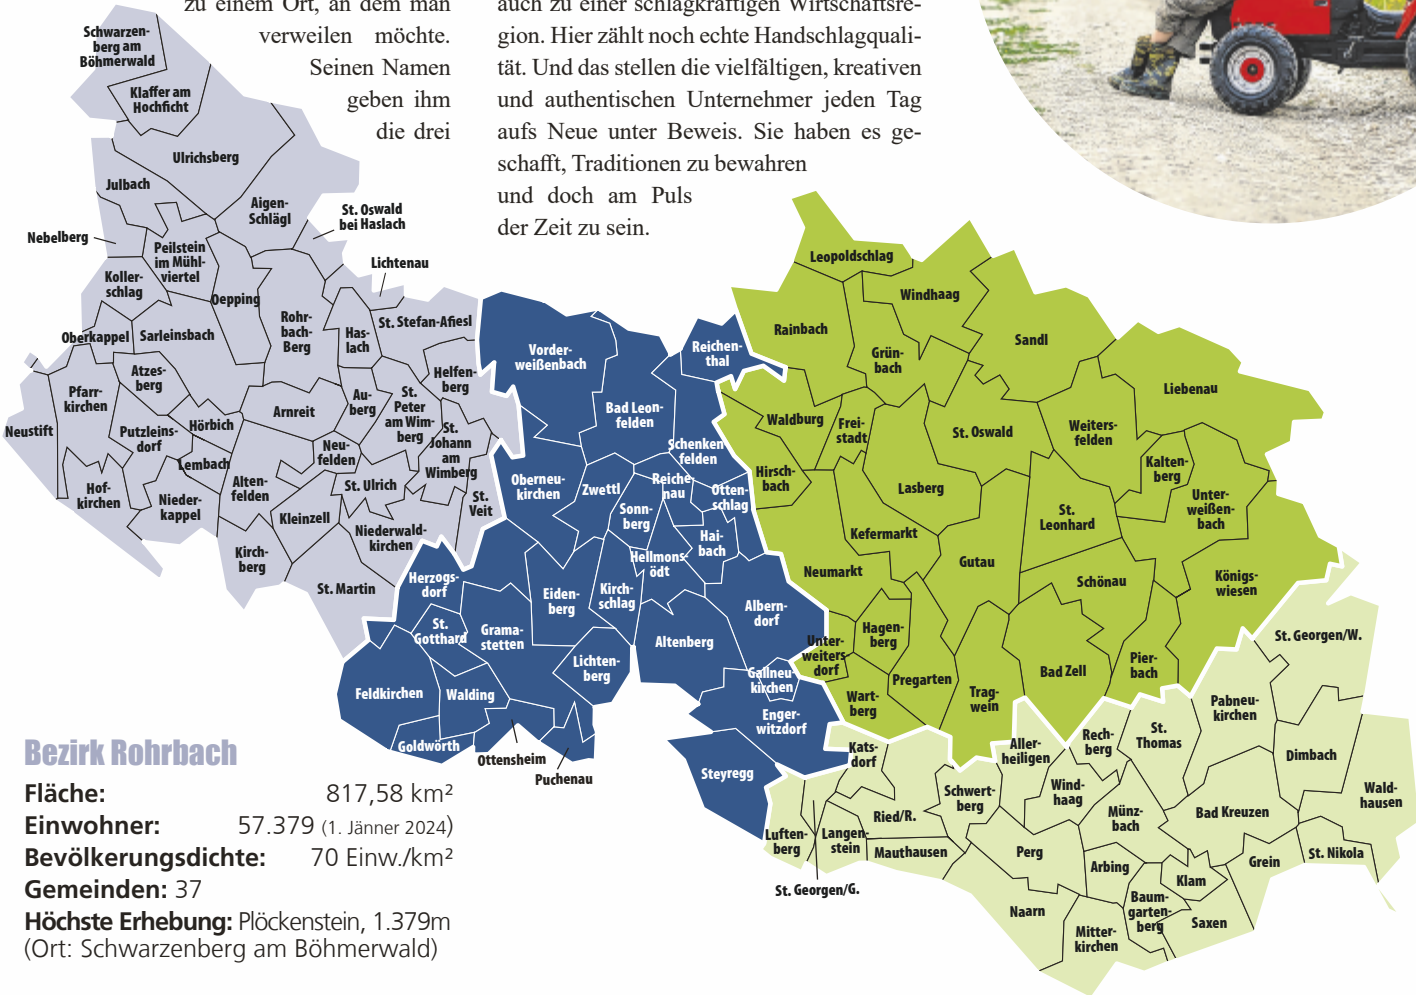 zu einem Ort, an dem man
verweilen möchte.
Seinen Namen
geben ihm
die drei
auch zu einer schlagkräftigen Wirtschaftsre-
gion. Hier zählt noch echte Handschlagquali-
tät. Und das stellen die vielfältigen, kreativen
und authentischen Unternehmer jeden Tag
aufs Neue unter Beweis. Sie haben es ge-
schafft, Traditionen zu bewahren
und doch am Puls
der Zeit zu sein.
Schwarzen-
berg am
Böhmerwald
Klaffer am
Hochficht
Ulrichsberg
Julbach
Aigen-
Schlägl
St. Oswald
bei Haslach
Nebelberg
Peilstein
im Mühl-
viertel
Lichtenau
Koller-
schlag
Oepping
Rohr-
bach-
Berg
Has-
lach
St. Stefan-Afiesl
Oberkappel
Sarleinsbach
Atzes-
berg
Helfen-
berg
Pfarr-
kirchen
Au-
berg
St.
Peter
am Wim-
berg
Arnreit
Neustift
Putzleins-
dorf
Hörbich
St.
Johann
am
Wimberg
Neu-
felden
Lembach
Hof-
kirchen
Nieder-
kappel
Alten-
felden
St. Ulrich
St.
Veit
Kleinzell
Niederwald-
kirchen
Kirch-
berg
St. Martin
Vorder-
weißenbach
Reichen-
thal
Bad Leon-
felden
Schenken
felden
Oberneu-
kirchen
Zwettl
Reiche
nau
Otten-
schlag
Sonn-
berg
Hai-
bach
Hellmons-
ödt
Herzogs-
dorf
Eiden-
berg
Kirch-
schlag
Albern-
dorf
St.
Gotthard
Grama-
stetten
Altenberg
Lichten-
berg
Feldkirchen
Walding
Gallneu-
kirchen
Enger-
witzdorf
Goldwörth
Ottensheim
Puchenau
Steyregg
Leopoldschlag
Windhaag
Rainbach
Grün-
bach
Sandl
Liebenau
Waldburg
Frei-
stadt
St. Oswald
Weiters-
felden
Hirsch-
bach
Lasberg
Kalten-
berg
Unter-
weißen-
bach
St.
Leonhard
Kefermarkt
Neumarkt
Gutau
Schönau
Königs-
wiesen
Unter-
weiters-
dorf
Hagen-
berg
Wart-
berg
Pregarten
Trag-
wein
Bad Zell
Pier-
bach
St. Georgen/W.
Pabneu-
kirchen
Kats-
dorf
Aller-
heiligen
Rech-
berg
St.
Thomas
Dimbach
Schwert-
berg
Wind-
haag
Wald-
hausen
Luften-
berg
Langen-
stein
Ried/R.
Münz-
bach
Bad Kreuzen
Mauthausen
Perg
Arbing
Grein
St. Nikola
St. Georgen/G.
Klam
Naarn
Baum-
garten-
berg
Saxen
Mitter-
kirchen
Bezirk Rohrbach
Fläche: 817,58 km²
Einwohner: 57.379 (1. Jänner 2024)
Bevölkerungsdichte: 70 Einw./km²
Gemeinden: 37
Höchste Erhebung: Plöckenstein, 1.379m
(Ort: Schwarzenberg am Böhmerwald)